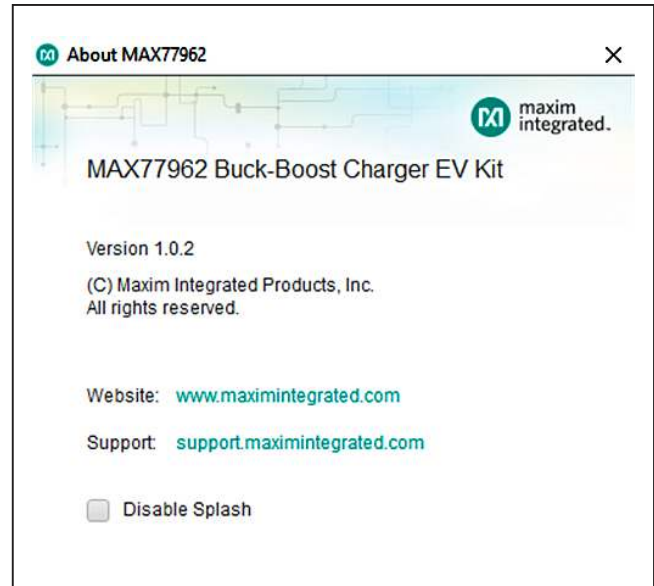 About MAX77962
maxim
integrated™
MAX77962 Buck-Boost Charger EV Kit
Version 1.0.2
(C) Maxim Integrated Products, Inc.
All rights reserved.
Website: www.maximintegrated.com
Support: support.maximintegrated.com
Disable Splash